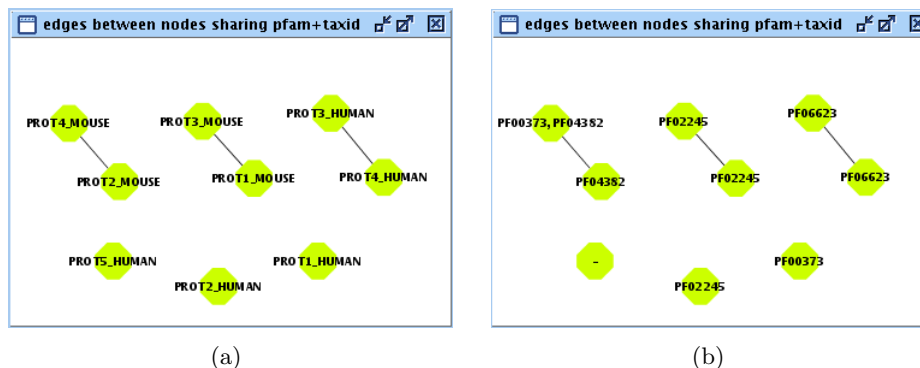 edges between nodes sharing pfam+taxid
PROT4_MOUSE
PROT3_MOUSE
PROT3_HUMAN
PROT2_MOUSE
PROT1_MOUSE
PROT4_HUMAN
PROT5_HUMAN
PROT1_HUMAN
PROT2_HUMAN
(a)
edges between nodes sharing pfam+taxid
PF00373,PF04382
PF02245
PF06623
PF04382
PF02245
PF06623
-
PF00373
PF02245
(b)